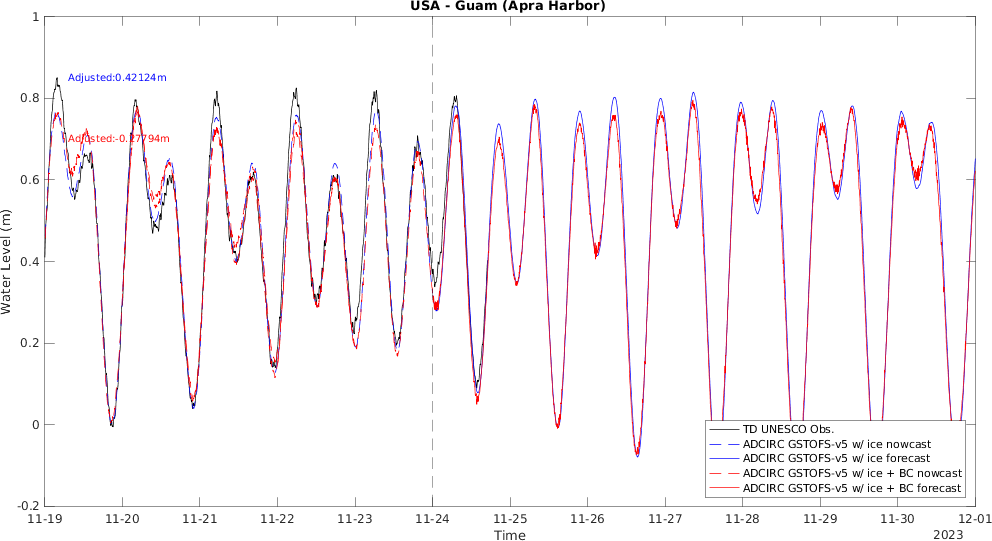 USA - Guam (Apra Harbor)
1
0.8
0.6
0.4
0.2
0
-0.2
Water Level (m)
Adjusted:0.42124m
Adjusted:-0.27794m
TD UNESCO Obs.
ADCIRC GSTOFS-v5 w/ ice nowcast
ADCIRC GSTOFS-v5 w/ ice forecast
ADCIRC GSTOFS-v5 w/ ice + BC nowcast
ADCIRC GSTOFS-v5 w/ ice + BC forecast
11-19 11-20 11-21 11-22 11-23 11-24 11-25 11-26 11-27 11-28 11-29 11-30 12-01
Time
2023